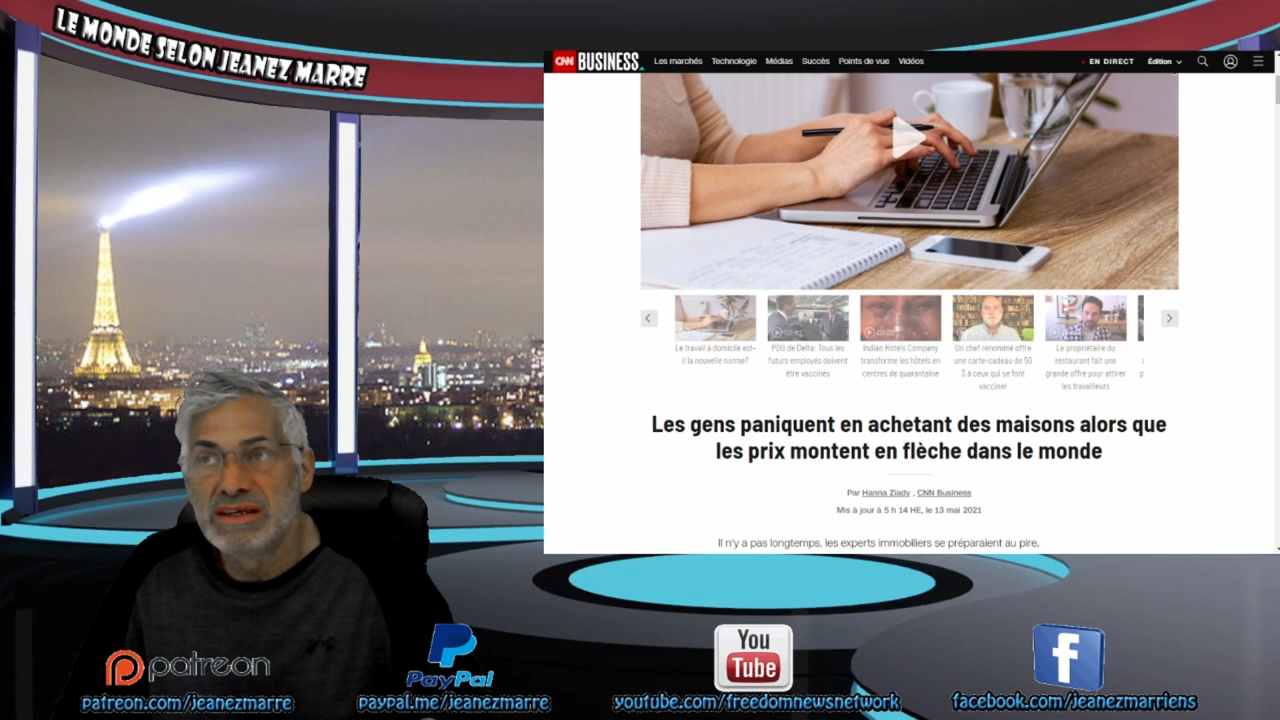 LE MONDE SELON JEANEZ MARRE
CNN BUSINESS Les marchés Technologie Médias Succès Points de vue Vidéos EN DIRECT Édition
Le travail à domicile est-
il la nouvelle norme?
PDG de Delta: Tous les
futurs employés doivent
être vaccinés
Indian Hotels Company
transforme les hôtels en
centres de quarantaine
Un chef renommé offre
une carte-cadeau de 50
$ à ceux qui se font
vacciner
Le propriétaire du
restaurant fait une
grande offre pour attirer
les travailleurs
Les gens paniquent en achetant des maisons alors que
les prix montent en flèche dans le monde
Par Hanna Ziady , CNN Business
Mis à jour à 5 h 14 HE, le 13 mai 2021
Il n'y a pas longtemps, les experts immobiliers se préparaient au pire.
patreon
PayPal
You
Tube
f
patreon.com/jeanezmarre
paypal.me/jeanezmarre
youtube.com/freedomnewsnetwork
facebook.com/jeanezmarriens